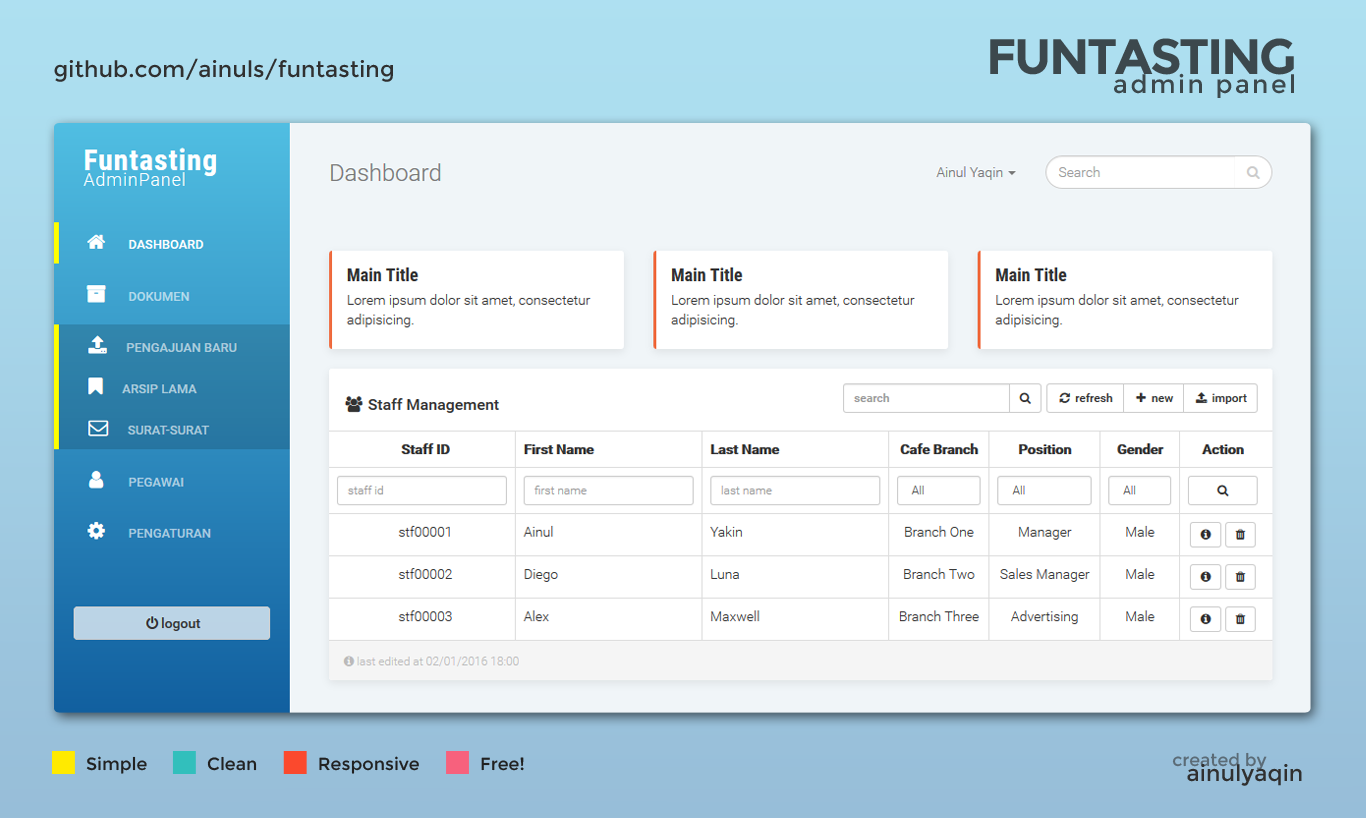 github.com/ainuls/funtasting
FUNTASTING
admin panel
Funtasting
AdminPanel
DASHBOARD
DOKUMEN
PENGAJUAN BARU
ARSIP LAMA
SURAT-SURAT
PEGAWAI
PENGATURAN
logout
Dashboard
Ainul Yaqin
Search
Main Title
Lorem ipsum dolor sit amet, consectetur
adipisicing.
Main Title
Lorem ipsum dolor sit amet, consectetur
adipisicing.
Main Title
Lorem ipsum dolor sit amet, consectetur
adipisicing.
Staff Management
search
refresh
new
import
Staff ID First Name Last Name Cafe Branch Position Gender Action
staff id first name last name All All All
stf00001 Ainul Yakin Branch One Manager Male
stf00002 Diego Luna Branch Two Sales Manager Male
stf00003 Alex Maxwell Branch Three Advertising Male
last edited at 02/01/2016 18:00
Simple Clean Responsive Free!
created by
ainulyaqin